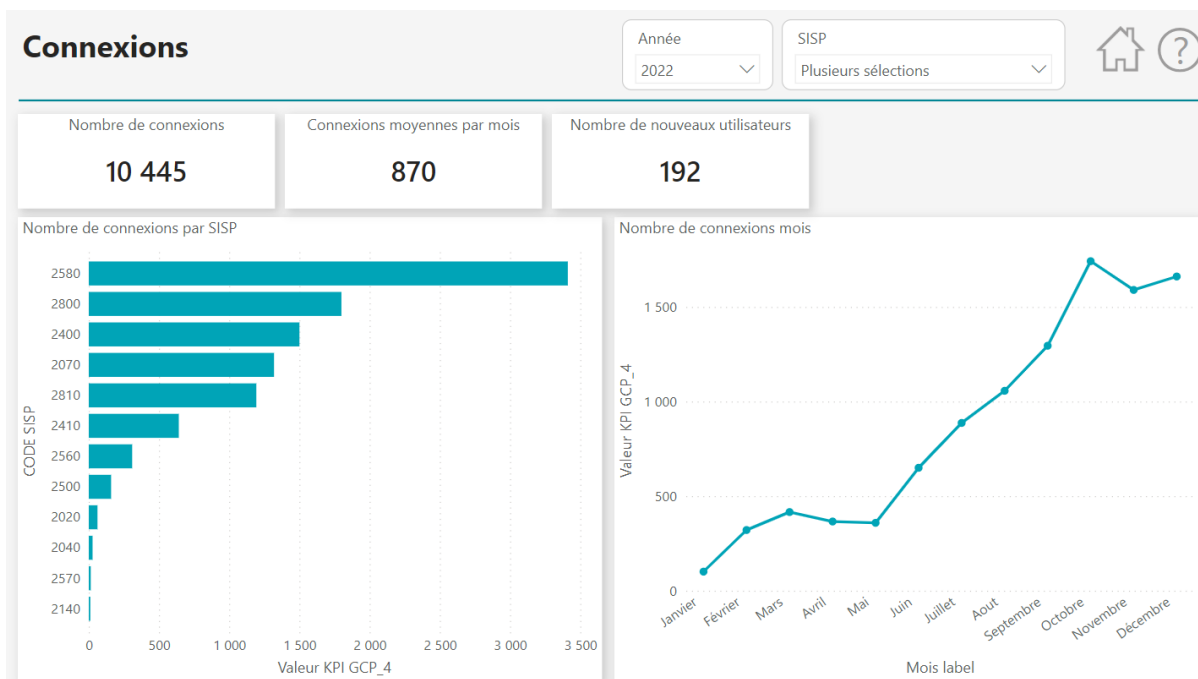 Connexions
Année
2022
SISP
Plusieurs sélections
?
Nombre de connexions
10 445
Connexions moyennes par mois
870
Nombre de nouveaux utilisateurs
192
Nombre de connexions par SISP
CODE SISP
2580
2800
2400
2070
2810
2410
2560
2500
2020
2040
2570
2140
0 500 1 000 1 500 2 000 2 500 3 000 3 500
Valeur KPI GCP_4
Nombre de connexions mois
Valeur KPI GCP_4
1 500
1 000
500
0
Janvier Février Mars Avril Mai Juin Juillet Aout Septembre Octobre Novembre Décembre
Mois label